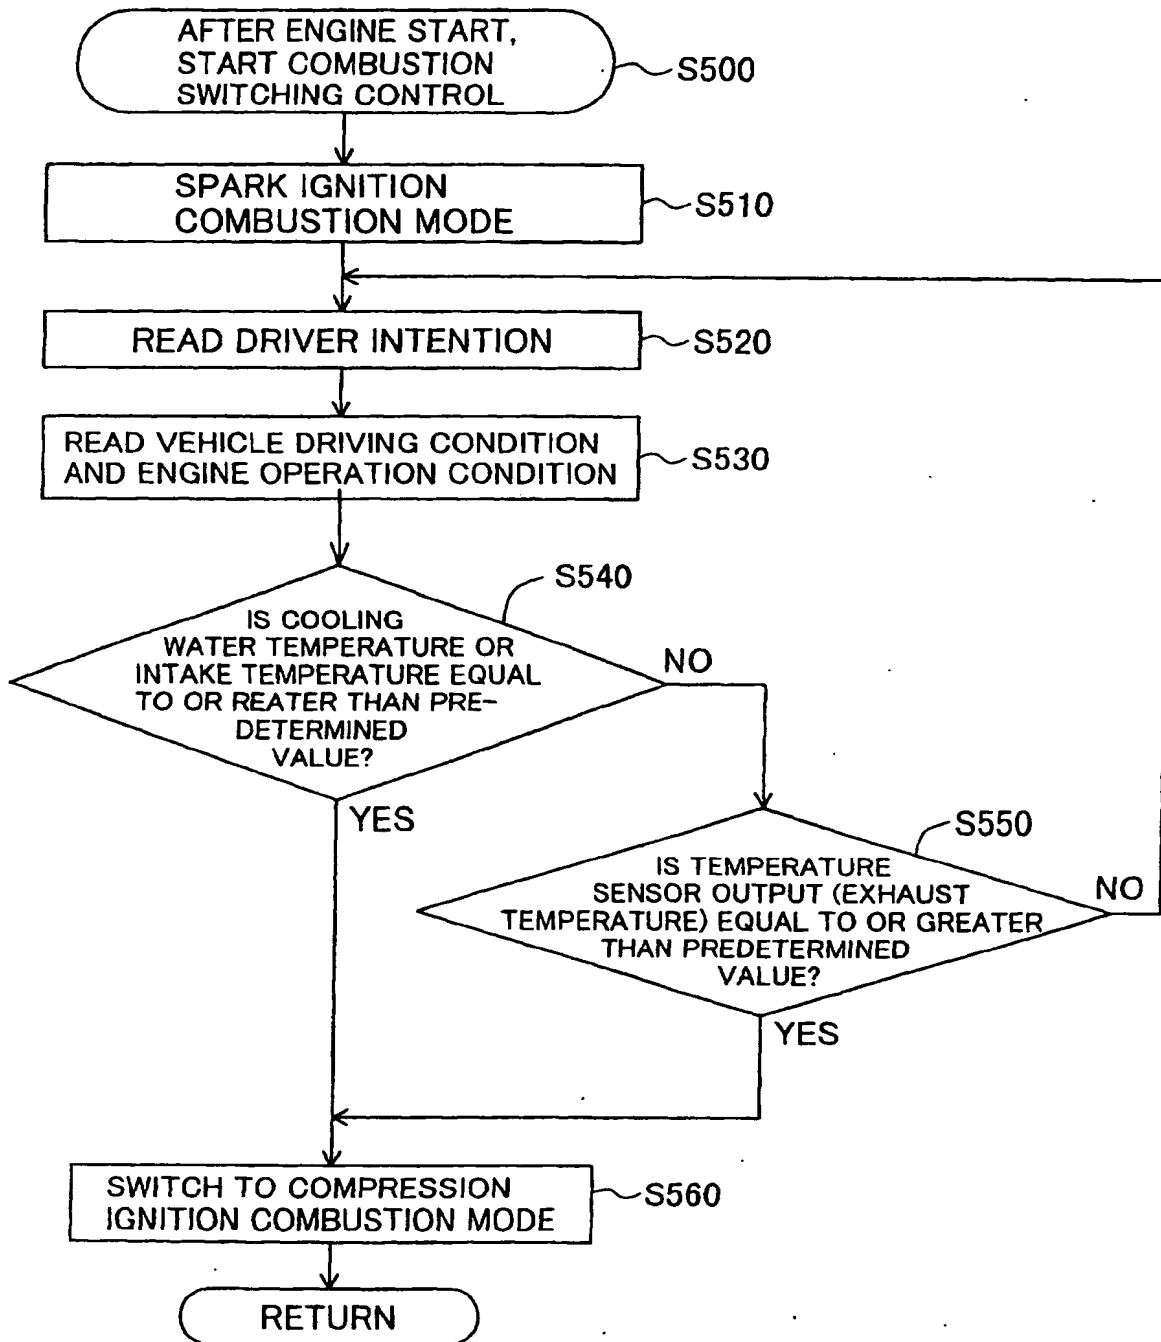 AFTER ENGINE START,
START COMBUSTION
SWITCHING CONTROL
S500
SPARK IGNITION
COMBUSTION MODE
S510
READ DRIVER INTENTION
S520
READ VEHICLE DRIVING CONDITION
AND ENGINE OPERATION CONDITION
S530
S540
IS COOLING
WATER TEMPERATURE OR
INTAKE TEMPERATURE EQUAL
TO OR REATER THAN PRE-
DETERMINED
VALUE?
NO
YES
S550
IS TEMPERATURE
SENSOR OUTPUT (EXHAUST
TEMPERATURE) EQUAL TO OR GREATER
THAN PREDETERMINED
VALUE?
NO
YES
SWITCH TO COMPRESSION
IGNITION COMBUSTION MODE
S560
RETURN